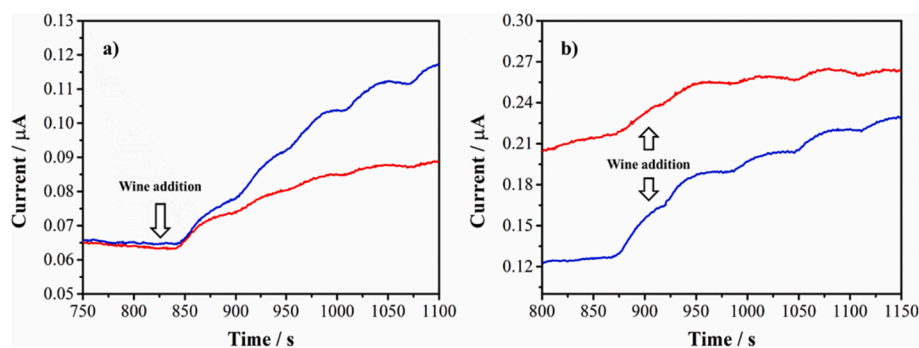 a)
0.13
0.12
0.11
0.10
0.09
0.08
0.07
0.06
0.05
Current / µA
Wine addition
750 800 850 900 950 1000 1050 1100
Time / s
b)
0.30
0.27
0.24
0.21
0.18
0.15
0.12
Current / µA
Wine addition
800 850 900 950 1000 1050 1100 1150
Time / s